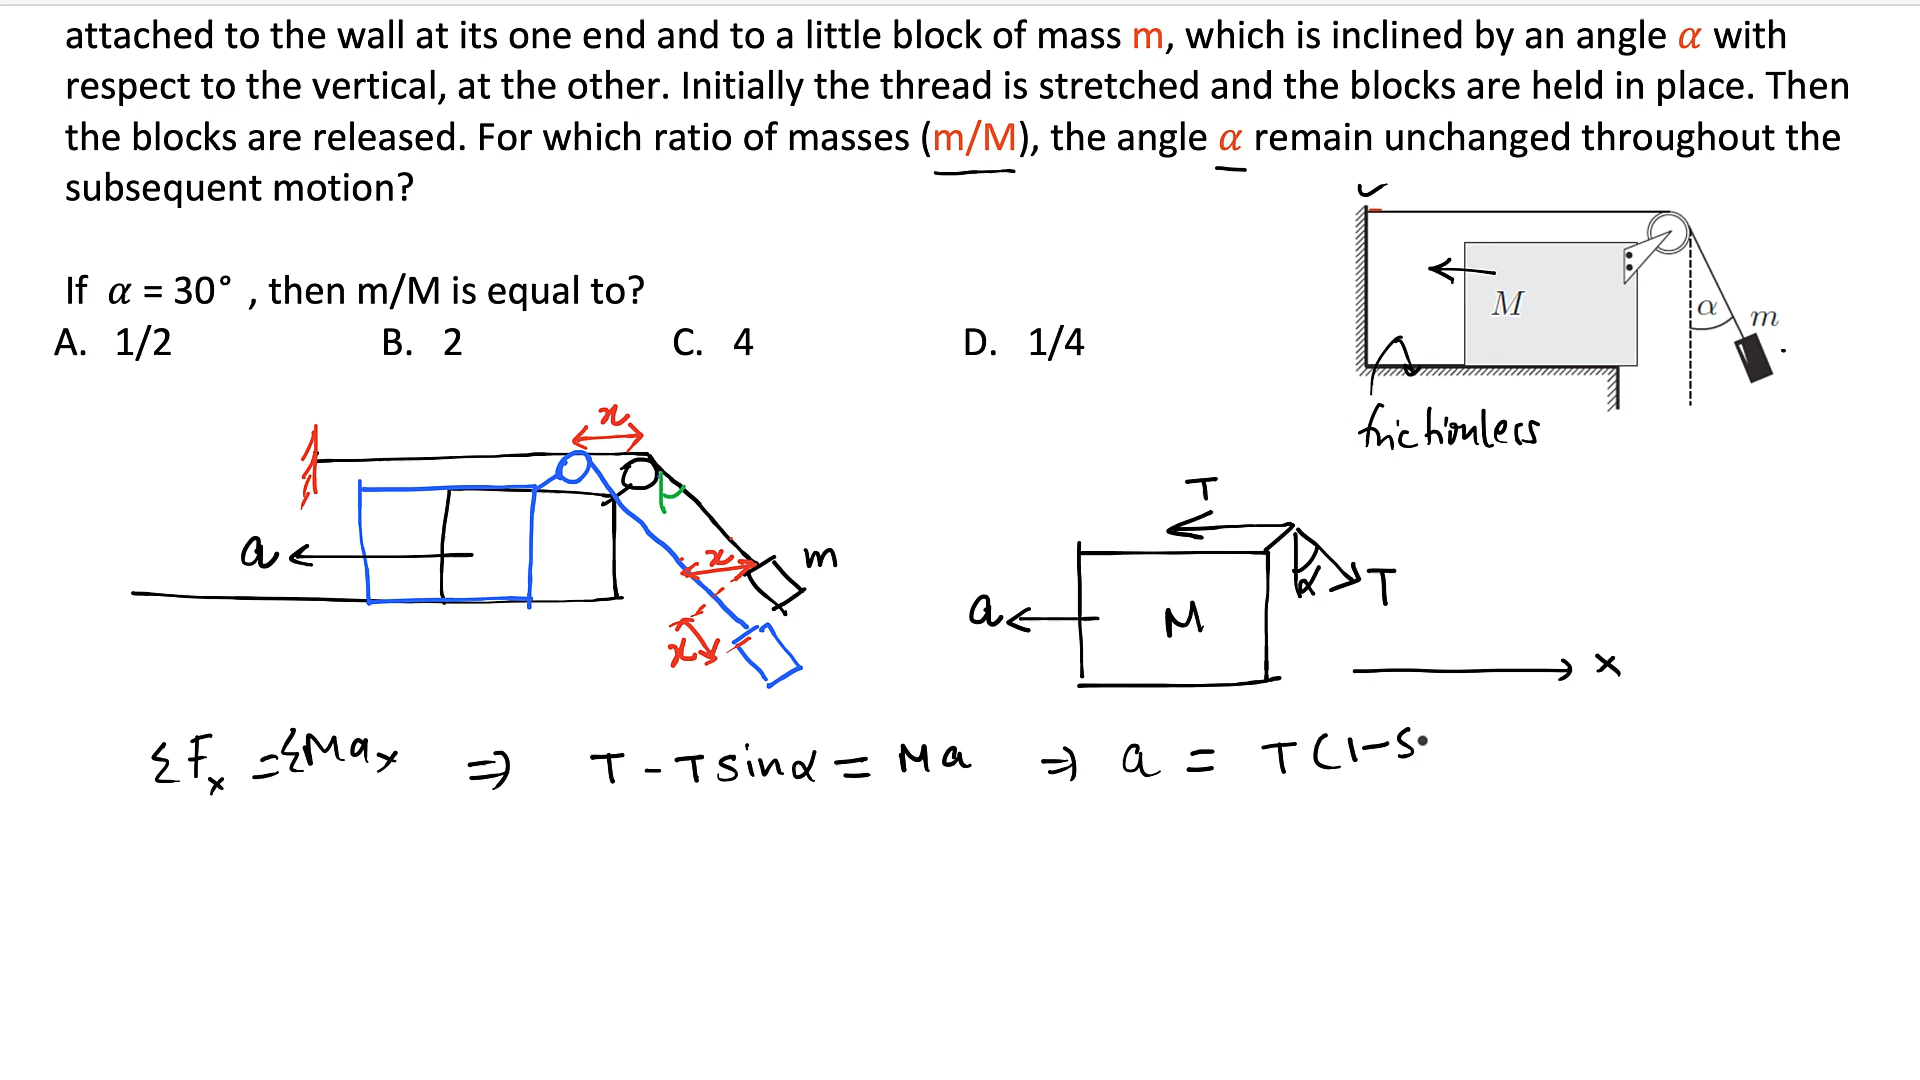 attached to the wall at its one end and to a little block of mass m, which is inclined by an angle α with
respect to the vertical, at the other. Initially the thread is stretched and the blocks are held in place. Then
the blocks are released. For which ratio of masses (m/M), the angle α remain unchanged throughout the
subsequent motion?
If α = 30° , then m/M is equal to?
A. 1/2 B. 2 C. 4 D. 1/4
M
α m
frictionless
x
a
x
x
m
T
T
α
a
M
x
ΣFₓ = ΣMaₓ ⇒ T - T sinα = Ma ⇒ a = T(1-s